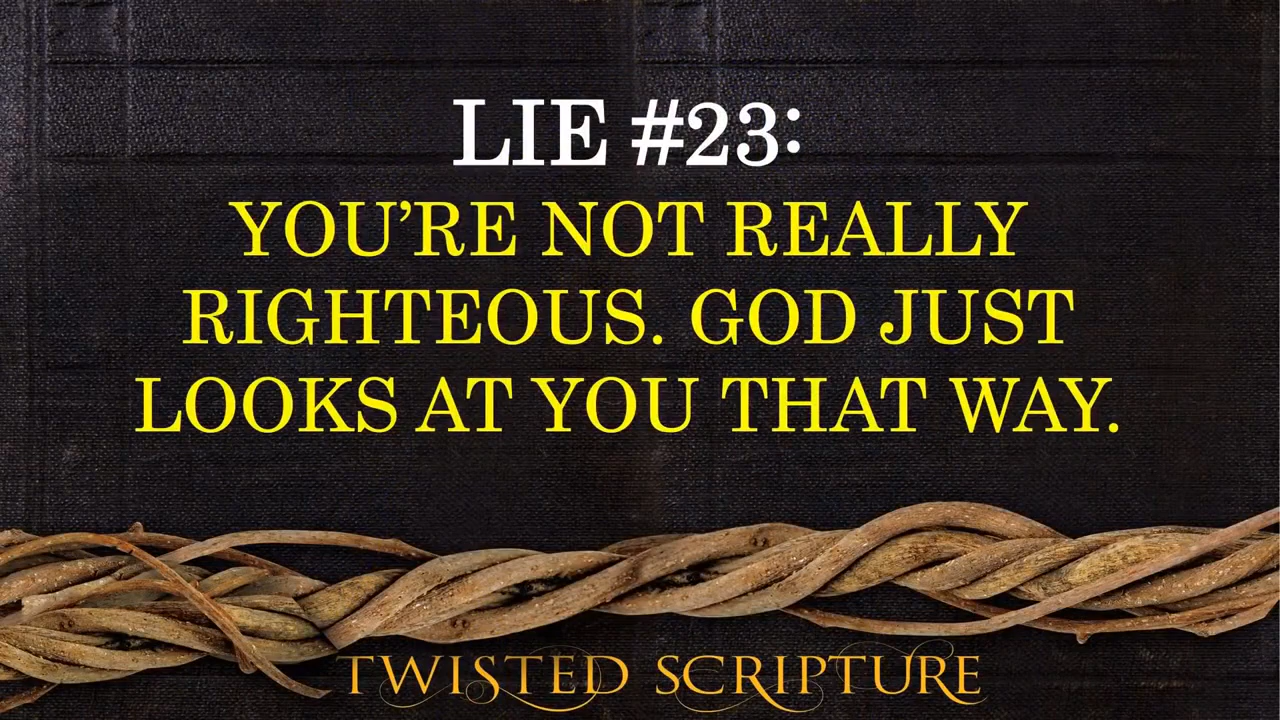 LIE #23:
YOU’RE NOT REALLY
RIGHTEOUS. GOD JUST
LOOKS AT YOU THAT WAY.
TWISTED SCRIPTURE